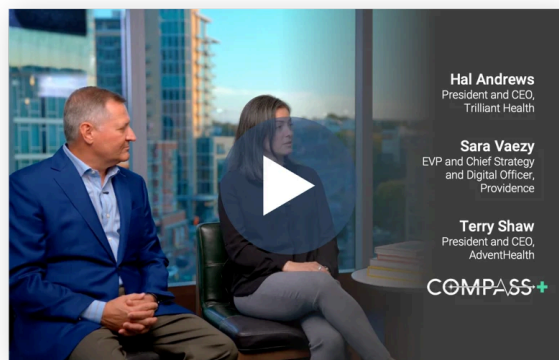 Hal Andrews
President and CEO,
Trilliant Health
Sara Vaezy
EVP and Chief Strategy
and Digital Officer,
Providence
Terry Shaw
President and CEO,
AdventHealth
COMPASS+